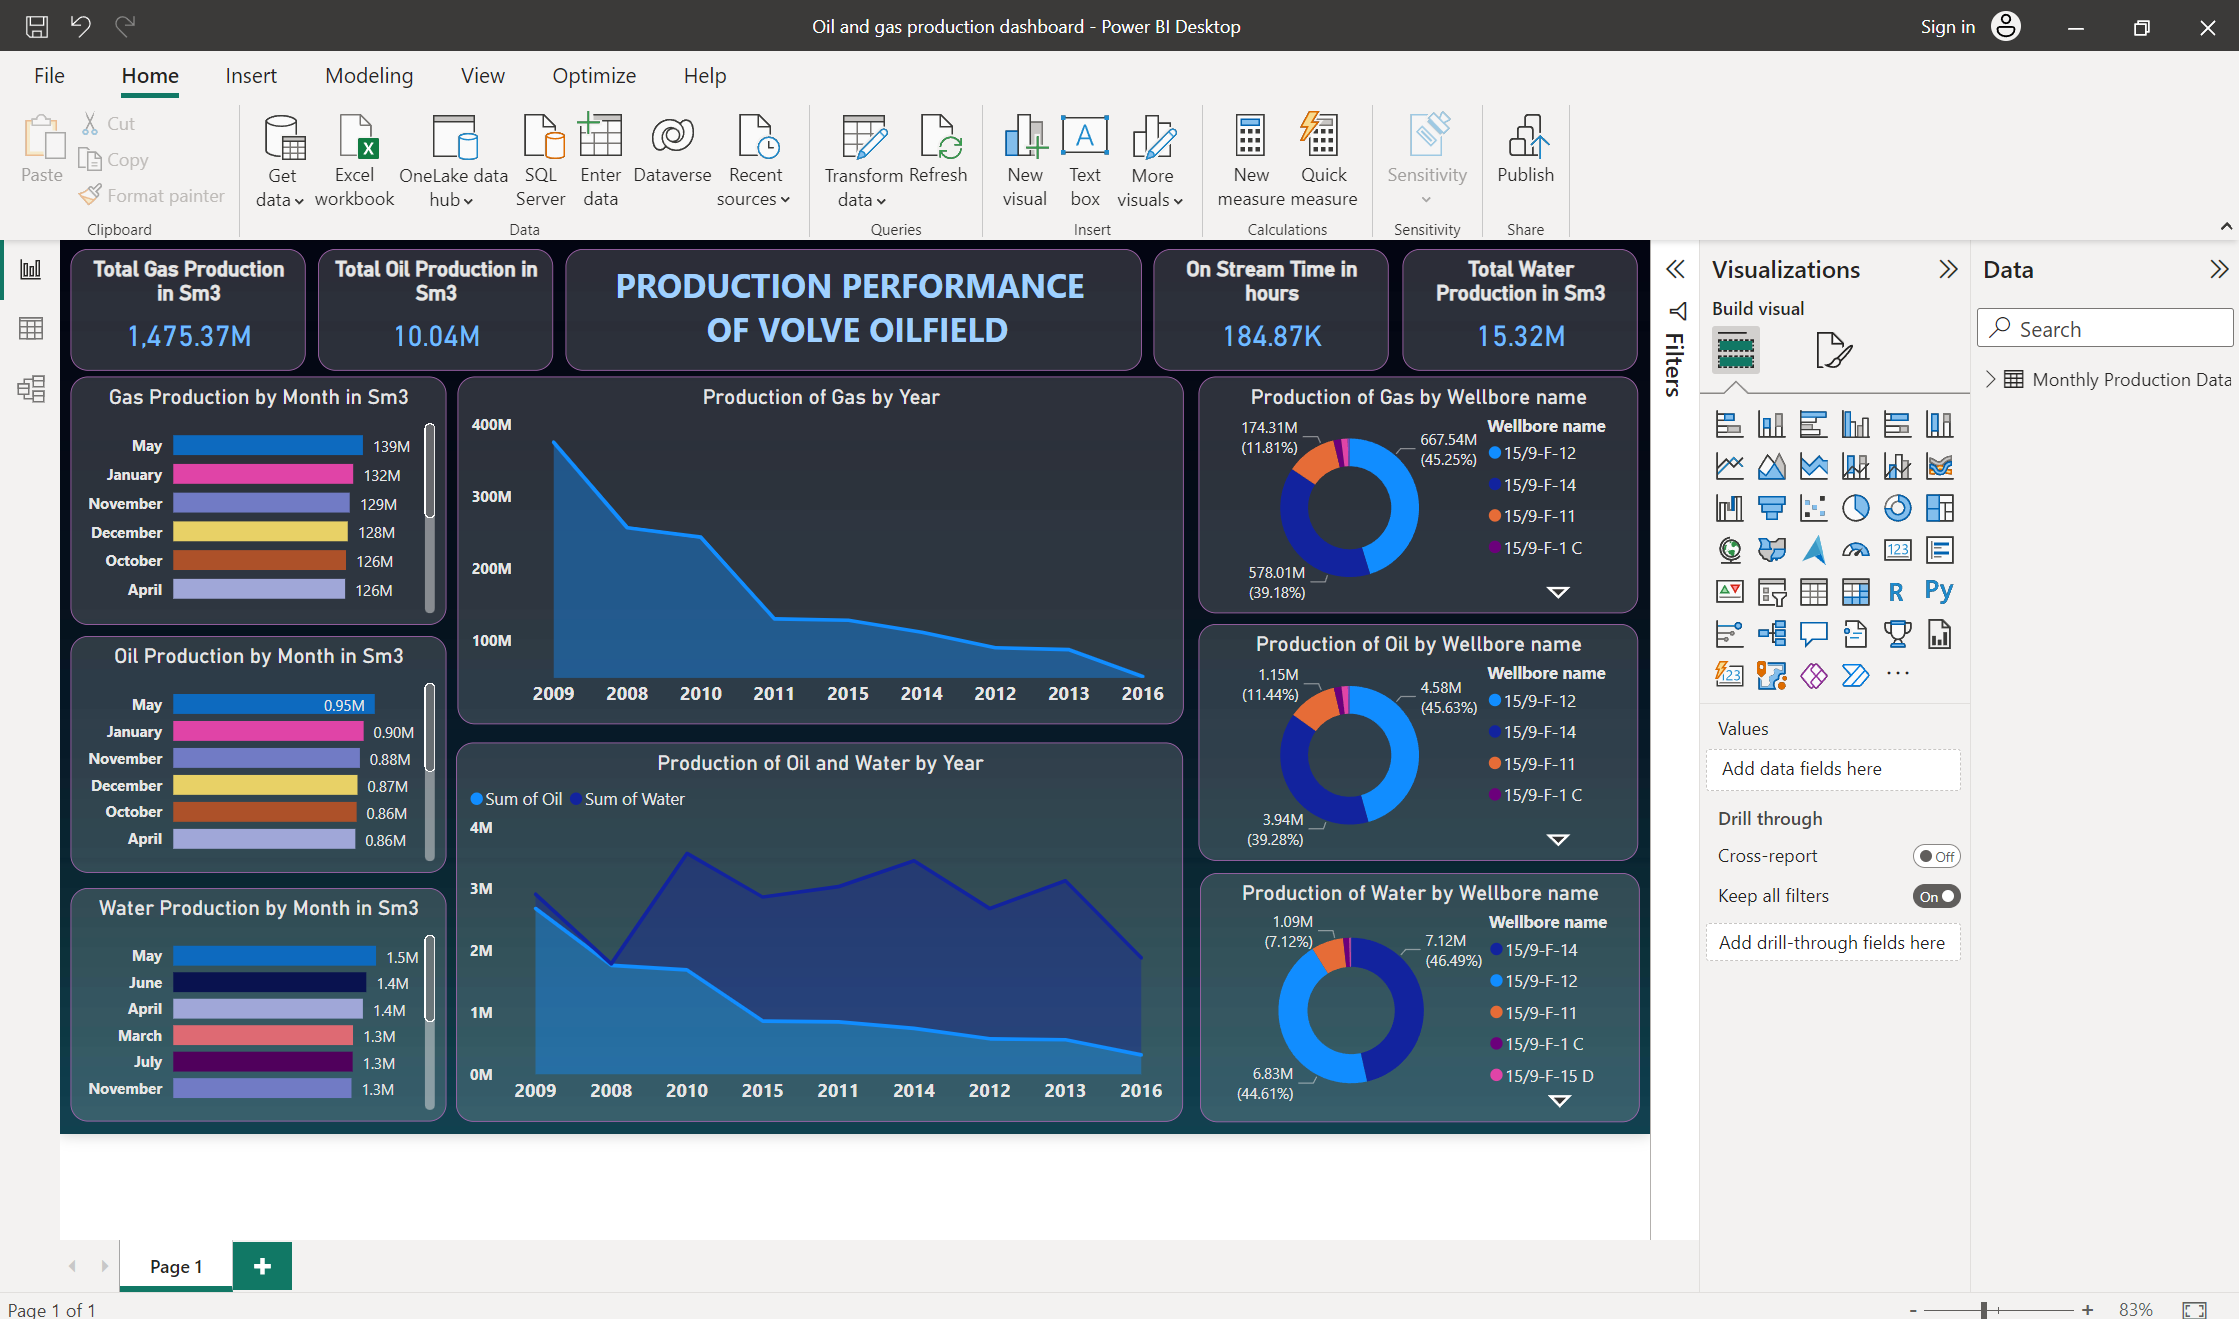 Oil and gas production dashboard - Power BI Desktop
Sign in
File
Home
Insert
Modeling
View
Optimize
Help
Paste
Cut
Copy
Format painter
Clipboard
Get
data
Excel
workbook
OneLake data
hub
SQL
Server
Enter
data
Dataverse
Recent
sources
Data
Transform
data
Refresh
Queries
New
visual
Text
box
More
visuals
Insert
New
measure
Quick
measure
Calculations
Sensitivity
Sensitivity
Publish
Share
Total Gas Production
in Sm3
1,475.37M
Total Oil Production in
Sm3
10.04M
PRODUCTION PERFORMANCE
OF VOLVE OILFIELD
On Stream Time in
hours
184.87K
Total Water
Production in Sm3
15.32M
Gas Production by Month in Sm3
May 139M
January 132M
November 129M
December 128M
October 126M
April 126M
Oil Production by Month in Sm3
May 0.95M
January 0.90M
November 0.88M
December 0.87M
October 0.86M
April 0.86M
Water Production by Month in Sm3
May 1.5M
June 1.4M
April 1.4M
March 1.3M
July 1.3M
November 1.3M
Production of Gas by Year
400M
300M
200M
100M
2009 2008 2010 2011 2015 2014 2012 2013 2016
Production of Oil and Water by Year
Sum of Oil Sum of Water
4M
3M
2M
1M
0M
2009 2008 2010 2015 2011 2014 2012 2013 2016
Production of Gas by Wellbore name
174.31M
(11.81%)
667.54M
(45.25%)
578.01M
(39.18%)
Wellbore name
15/9-F-12
15/9-F-14
15/9-F-11
15/9-F-1 C
Production of Oil by Wellbore name
1.15M
(11.44%)
4.58M
(45.63%)
3.94M
(39.28%)
Wellbore name
15/9-F-12
15/9-F-14
15/9-F-11
15/9-F-1 C
Production of Water by Wellbore name
1.09M
(7.12%)
7.12M
(46.49%)
6.83M
(44.61%)
Wellbore name
15/9-F-14
15/9-F-12
15/9-F-11
15/9-F-1 C
15/9-F-15 D
Filters
Visualizations
Build visual
123
R
Py
123
Values
Add data fields here
Drill through
Cross-report
Off
Keep all filters
On
Add drill-through fields here
Data
Search
Monthly Production Data
Page 1
Page 1 of 1
83%